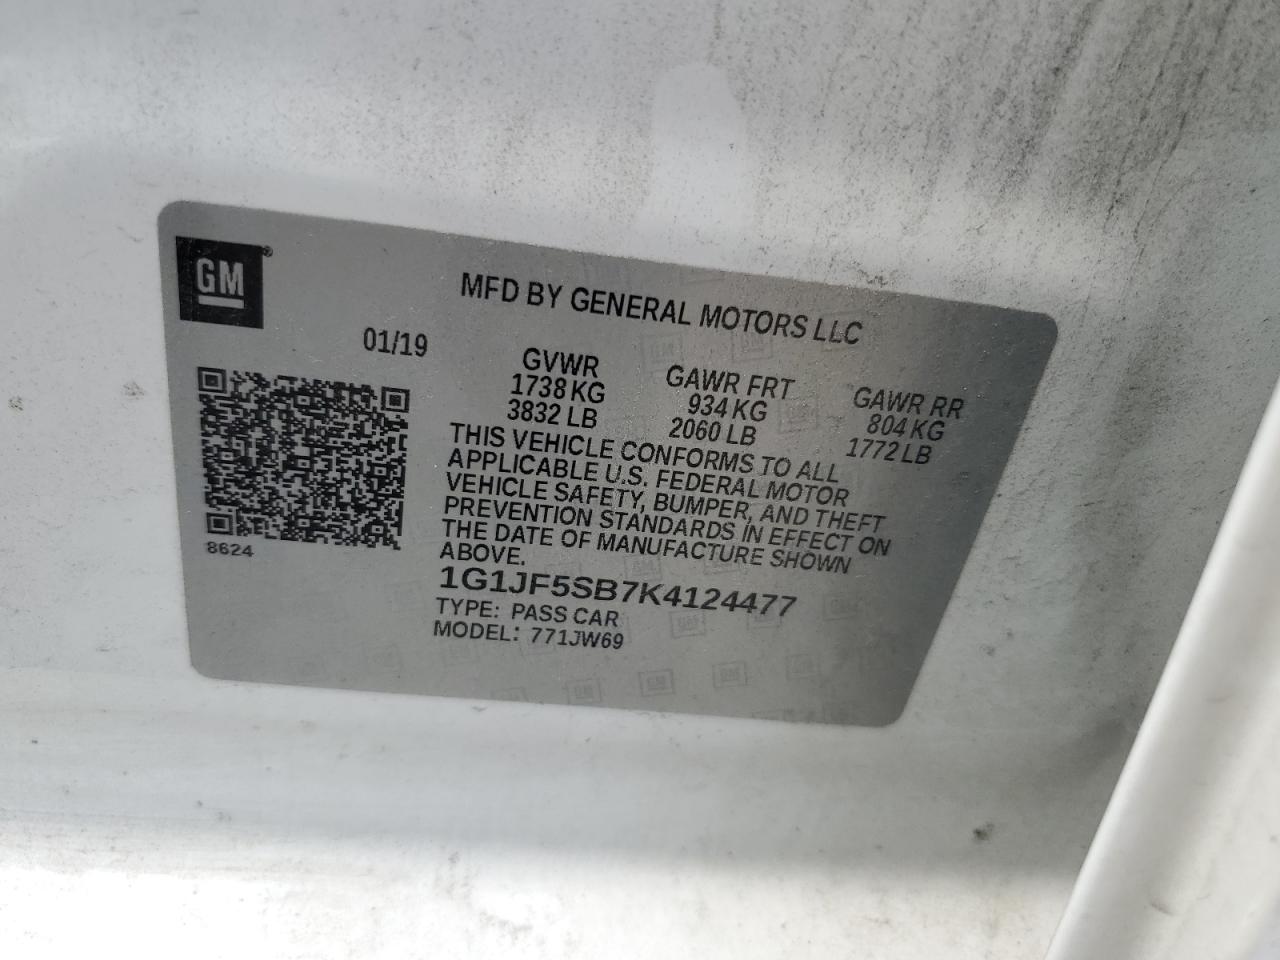 GM
MFD BY GENERAL MOTORS LLC
01/19
GVWR GAWR FRT GAWR RR
1738 KG 934 KG 804 KG
3832 LB 2060 LB 1772 LB
THIS VEHICLE CONFORMS TO ALL
APPLICABLE U.S. FEDERAL MOTOR
VEHICLE SAFETY, BUMPER, AND THEFT
PREVENTION STANDARDS IN EFFECT ON
THE DATE OF MANUFACTURE SHOWN
ABOVE.
8624
1G1JF5SB7K4124477
TYPE: PASS CAR
MODEL: 771JW69